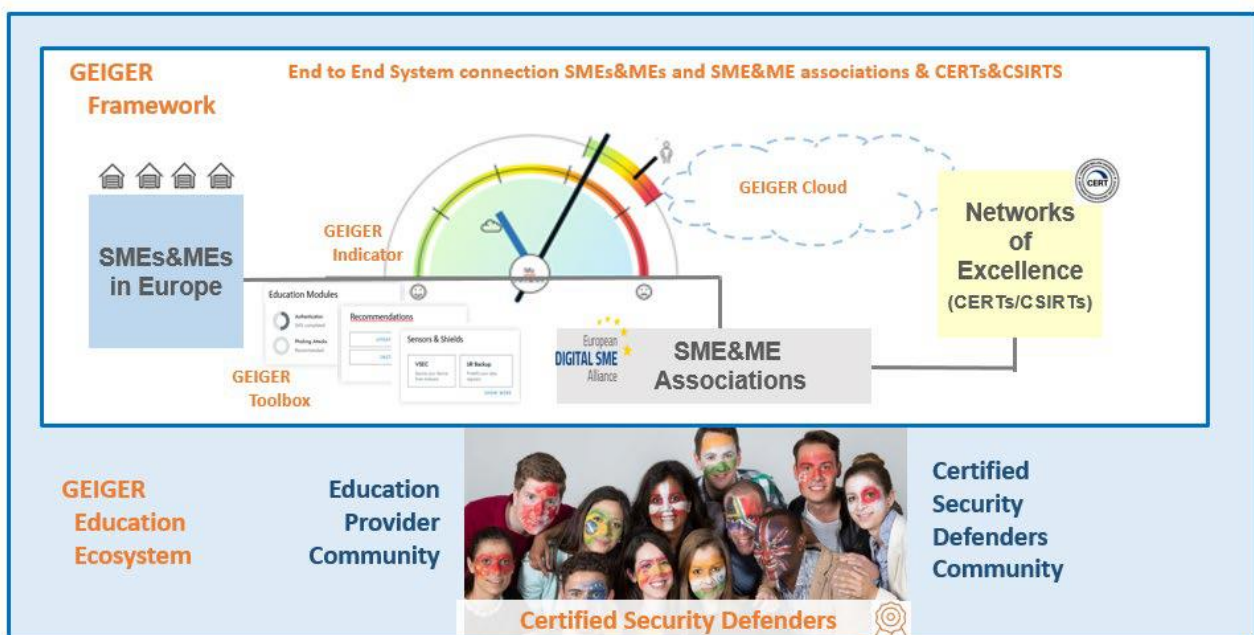 GEIGER
Framework
End to End System connection SMEs&MEs and SME&ME associations & CERTs&CSIRTS
GEIGER Cloud
CERT
SMEs&MEs
in Europe
GEIGER
Indicator
Networks
of
Excellence
(CERTs/CSIRTs)
Education Modules
Recommendations
Sensors & Shields
VSEC
GEIGER
Toolbox
European
DIGITAL SME
Alliance
SME&ME
Associations
GEIGER
Education
Ecosystem
Education
Provider
Community
Certified
Security
Defenders
Community
Certified Security Defenders